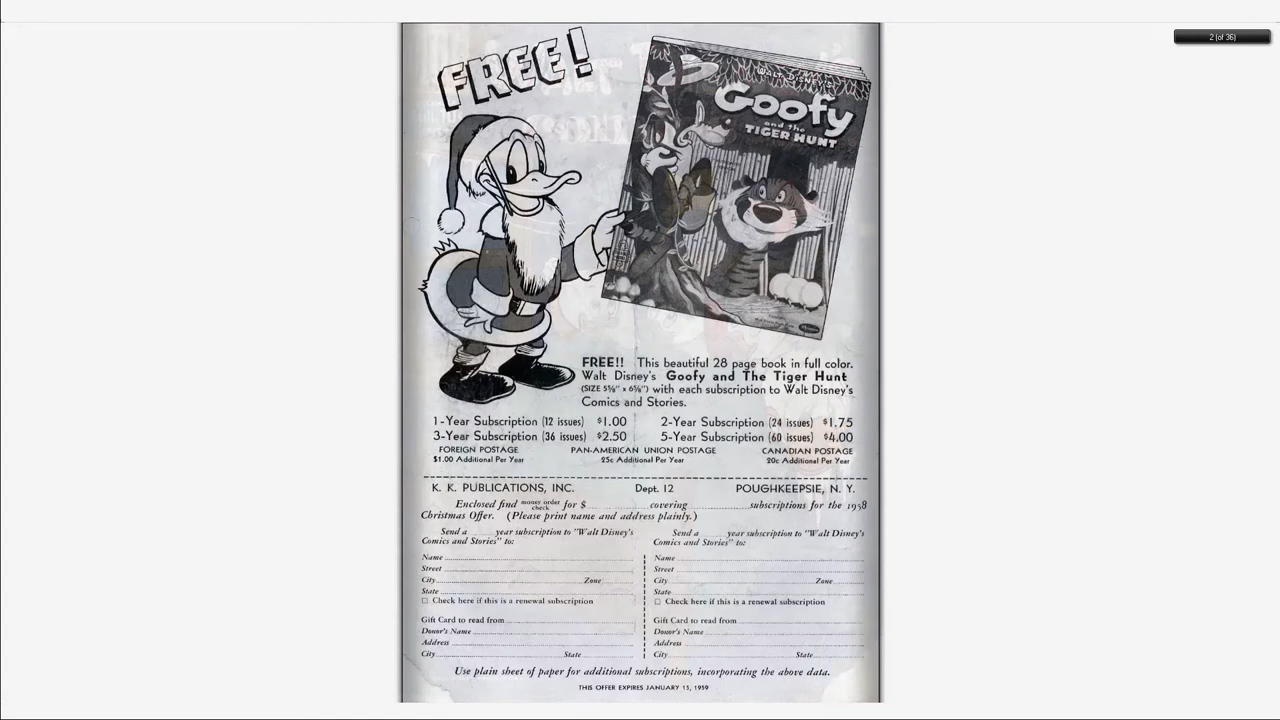 2 (of 36)
FREE!
WALT DISNEY'S
Goofy
and the
TIGER HUNT
FREE!! This beautiful 28 page book in full color.
Walt Disney's Goofy and The Tiger Hunt
(SIZE 5⅝" x 6⅝") with each subscription to Walt Disney's
Comics and Stories.
1-Year Subscription (12 issues) $1.00 2-Year Subscription (24 issues) $1.75
3-Year Subscription (36 issues) $2.50 5-Year Subscription (60 issues) $4.00
FOREIGN POSTAGE PAN-AMERICAN UNION POSTAGE CANADIAN POSTAGE
$1.00 Additional Per Year 25c Additional Per Year 20c Additional Per Year
K. K. PUBLICATIONS, INC. Dept. 12 POUGHKEEPSIE, N. Y.
Enclosed find money order check for $ covering subscriptions for the 1958
Christmas Offer. (Please print name and address plainly.)
Send a year subscription to "Walt Disney's
Comics and Stories" to:
Name
Street
City Zone
State
Check here if this is a renewal subscription
Gift Card to read from
Donor's Name
Address
City State
Send a year subscription to "Walt Disney's
Comics and Stories" to:
Name
Street
City Zone
State
Check here if this is a renewal subscription
Gift Card to read from
Donor's Name
Address
City State
Use plain sheet of paper for additional subscriptions, incorporating the above data.
THIS OFFER EXPIRES JANUARY 15, 1959